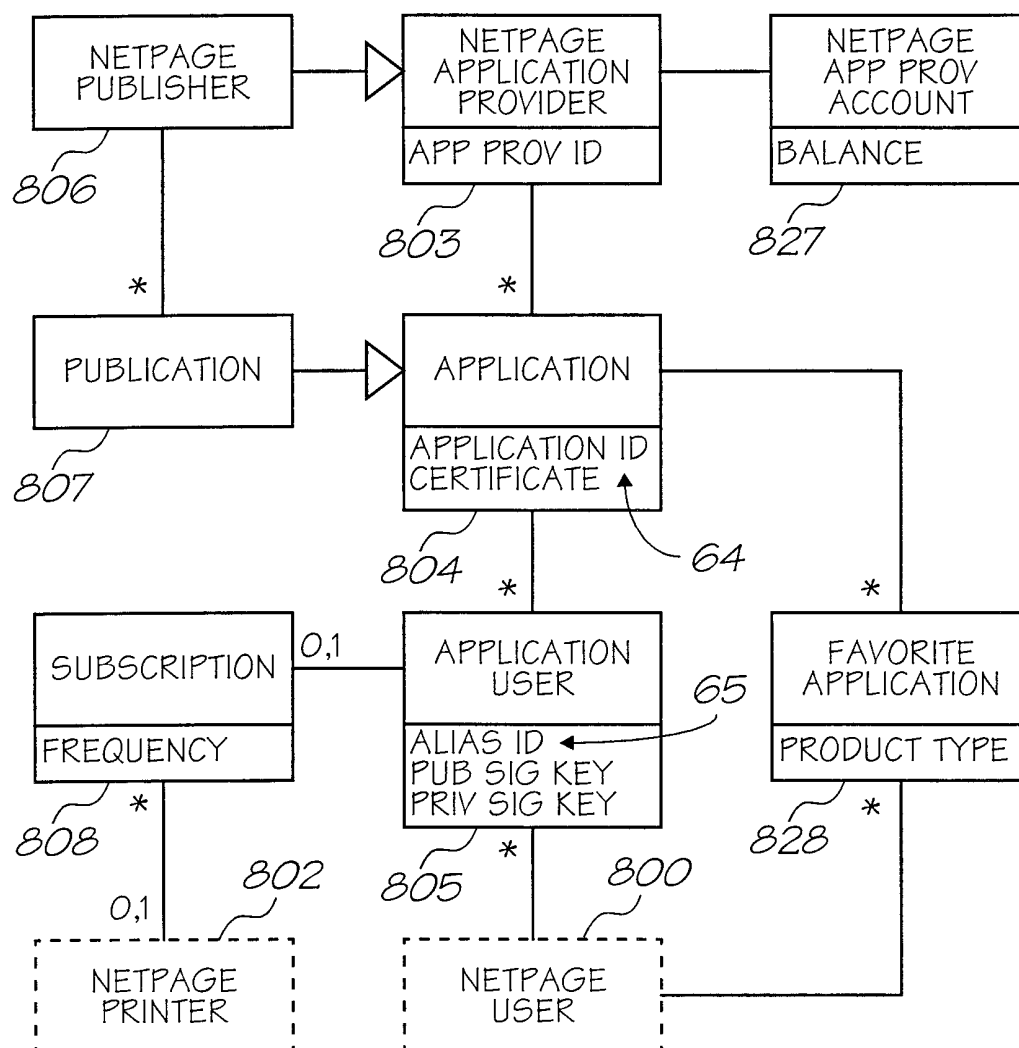 NETPAGE
PUBLISHER
806
NETPAGE
APPLICATION
PROVIDER
APP PROV ID
803
NETPAGE
APP PROV
ACCOUNT
BALANCE
827
*
*
PUBLICATION
807
APPLICATION
APPLICATION ID
CERTIFICATE
804
64
*
*
SUBSCRIPTION
FREQUENCY
808
0,1
APPLICATION
USER
ALIAS ID
PUB SIG KEY
PRIV SIG KEY
805
65
FAVORITE
APPLICATION
PRODUCT TYPE
828
*
*
*
0,1
802
NETPAGE
PRINTER
800
NETPAGE
USER